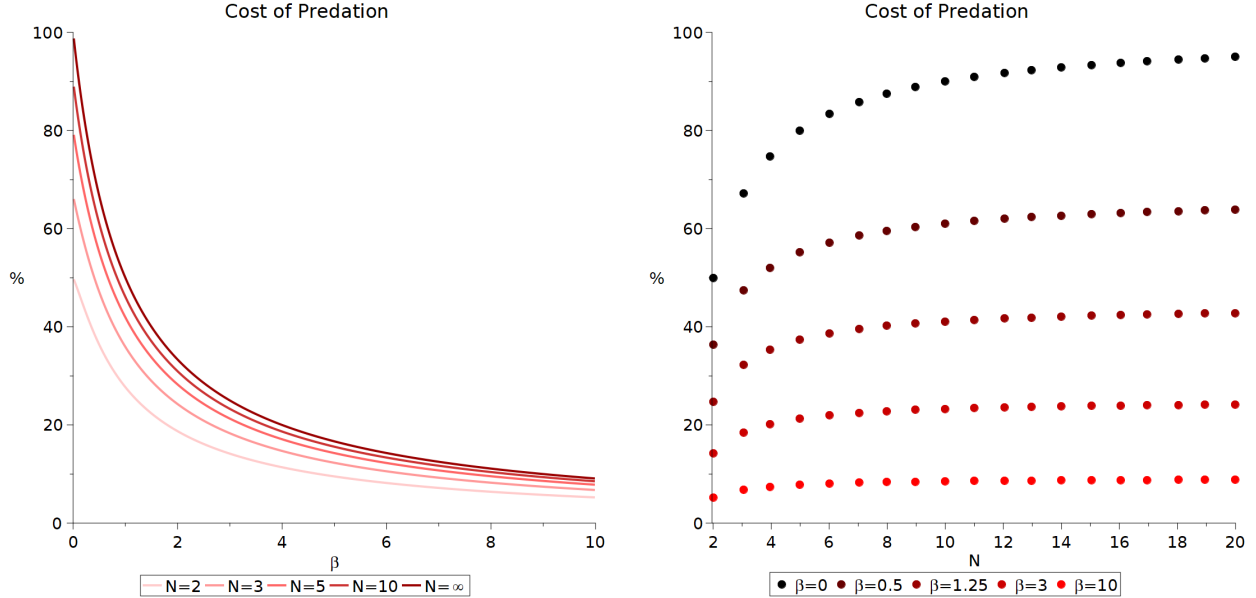 Cost of Predation
100
80
60
%
40
20
0
0 2 4 6 8 10
β
N=2 N=3 N=5 N=10 N=∞
Cost of Predation
100
80
60
%
40
20
0
2 4 6 8 10 12 14 16 18 20
N
β=0 β=0.5 β=1.25 β=3 β=10